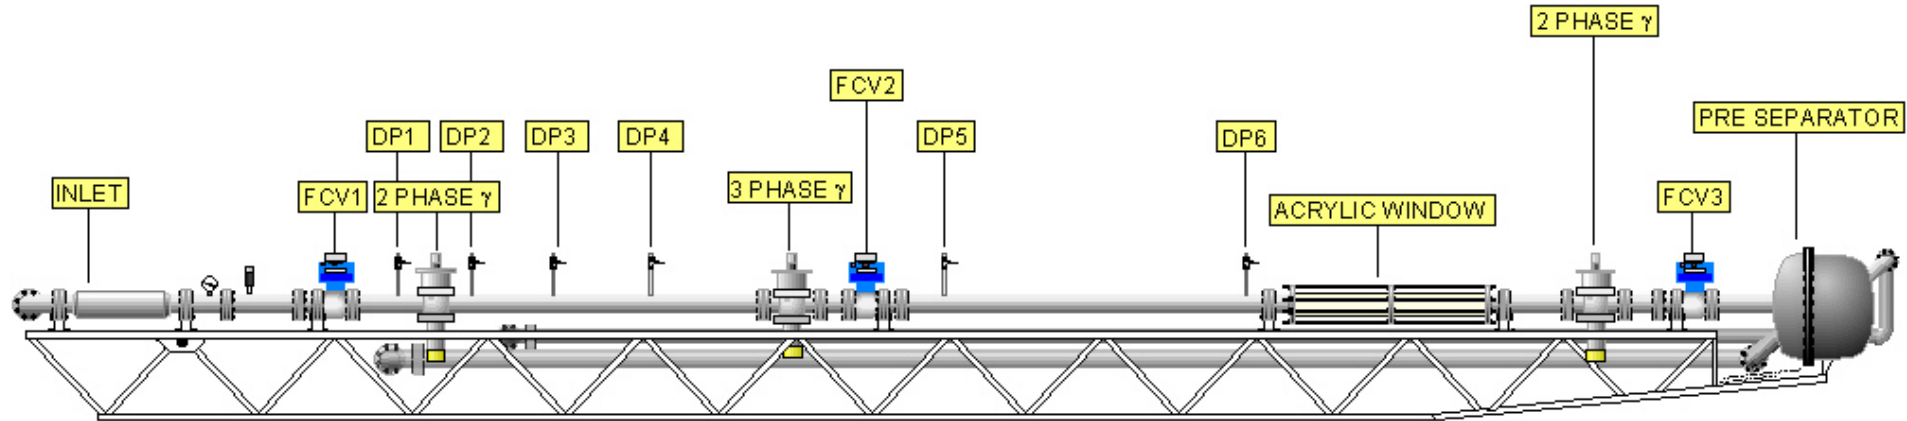 2 PHASE γ
FCV2
PRE SEPARATOR
DP1
DP2
DP3
DP4
DP5
DP6
INLET
FCV1
2 PHASE γ
3 PHASE γ
ACRYLIC WINDOW
FCV3